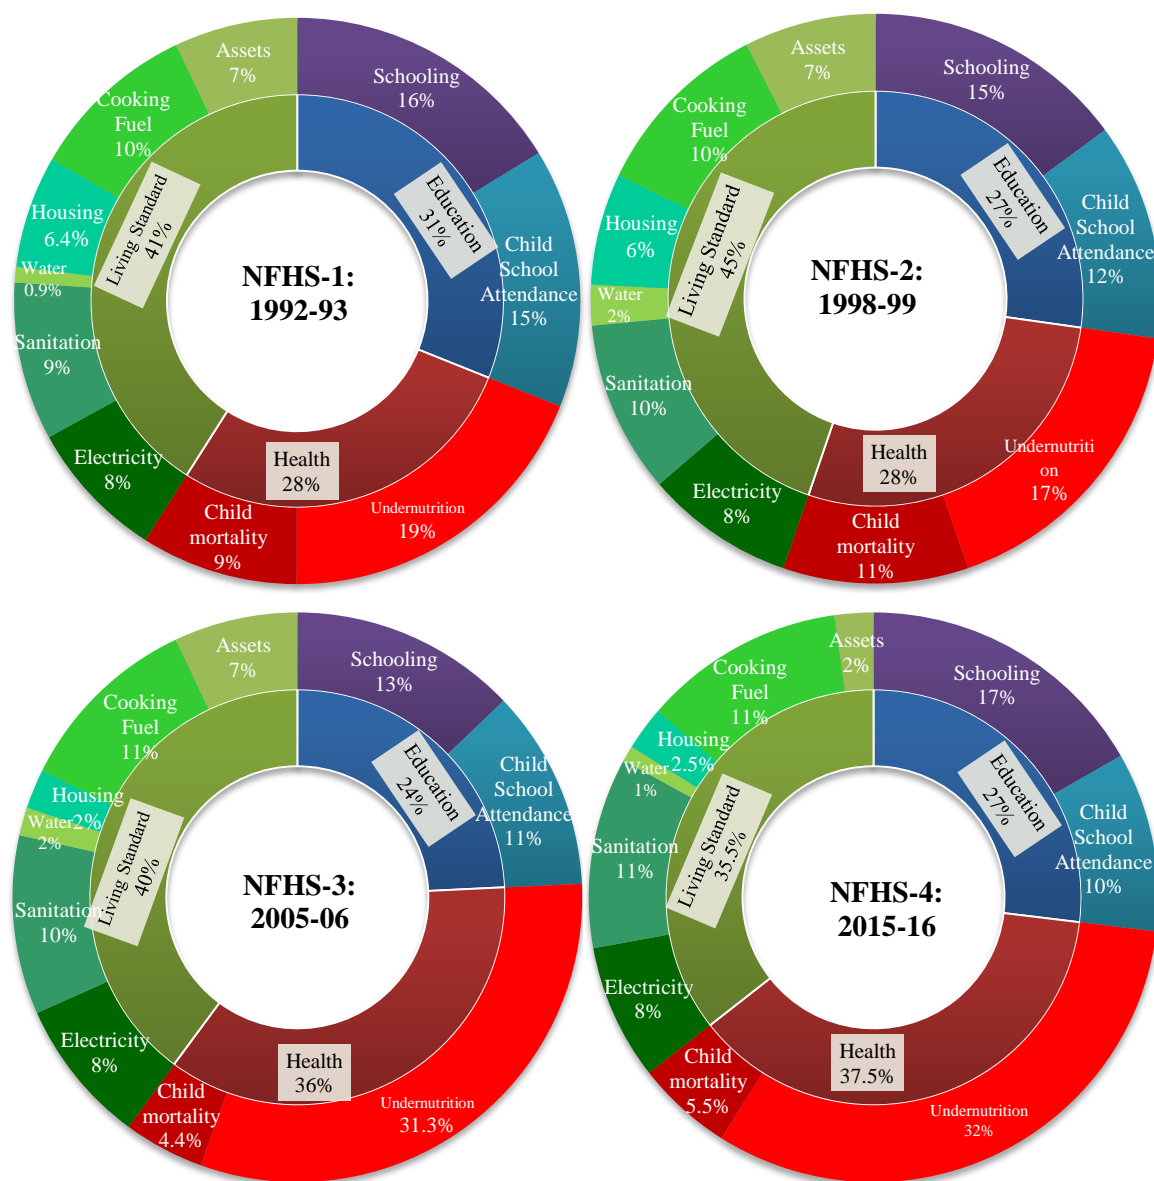 Assets
7%
Schooling
16%
Cooking
Fuel
10%
Education
31%
Living Standard
41%
Housing
6.4%
Child
School
Attendance
15%
Water
0.9%
NFHS-1:
1992-93
Sanitation
9%
Electricity
8%
Health
28%
Child
mortality
9%
Undernutrition
19%
Assets
7%
Schooling
15%
Cooking
Fuel
10%
Education
27%
Living Standard
45%
Housing
6%
Child
School
Attendance
12%
Water
2%
NFHS-2:
1998-99
Sanitation
10%
Electricity
8%
Health
28%
Child
mortality
11%
Undernutriti
on
17%
Assets
7%
Schooling
13%
Cooking
Fuel
11%
Education
24%
Child
School
Attendance
11%
Housing
2%
Water
2%
Living Standard
40%
NFHS-3:
2005-06
Sanitation
10%
Electricity
8%
Health
36%
Child
mortality
4.4%
Undernutrition
31.3%
Assets
2%
Schooling
17%
Cooking
Fuel
11%
Education
27%
Housing
2.5%
Water
1%
Living Standard
35.5%
Child
School
Attendance
10%
NFHS-4:
2015-16
Sanitation
11%
Electricity
8%
Health
37.5%
Child
mortality
5.5%
Undernutrition
32%